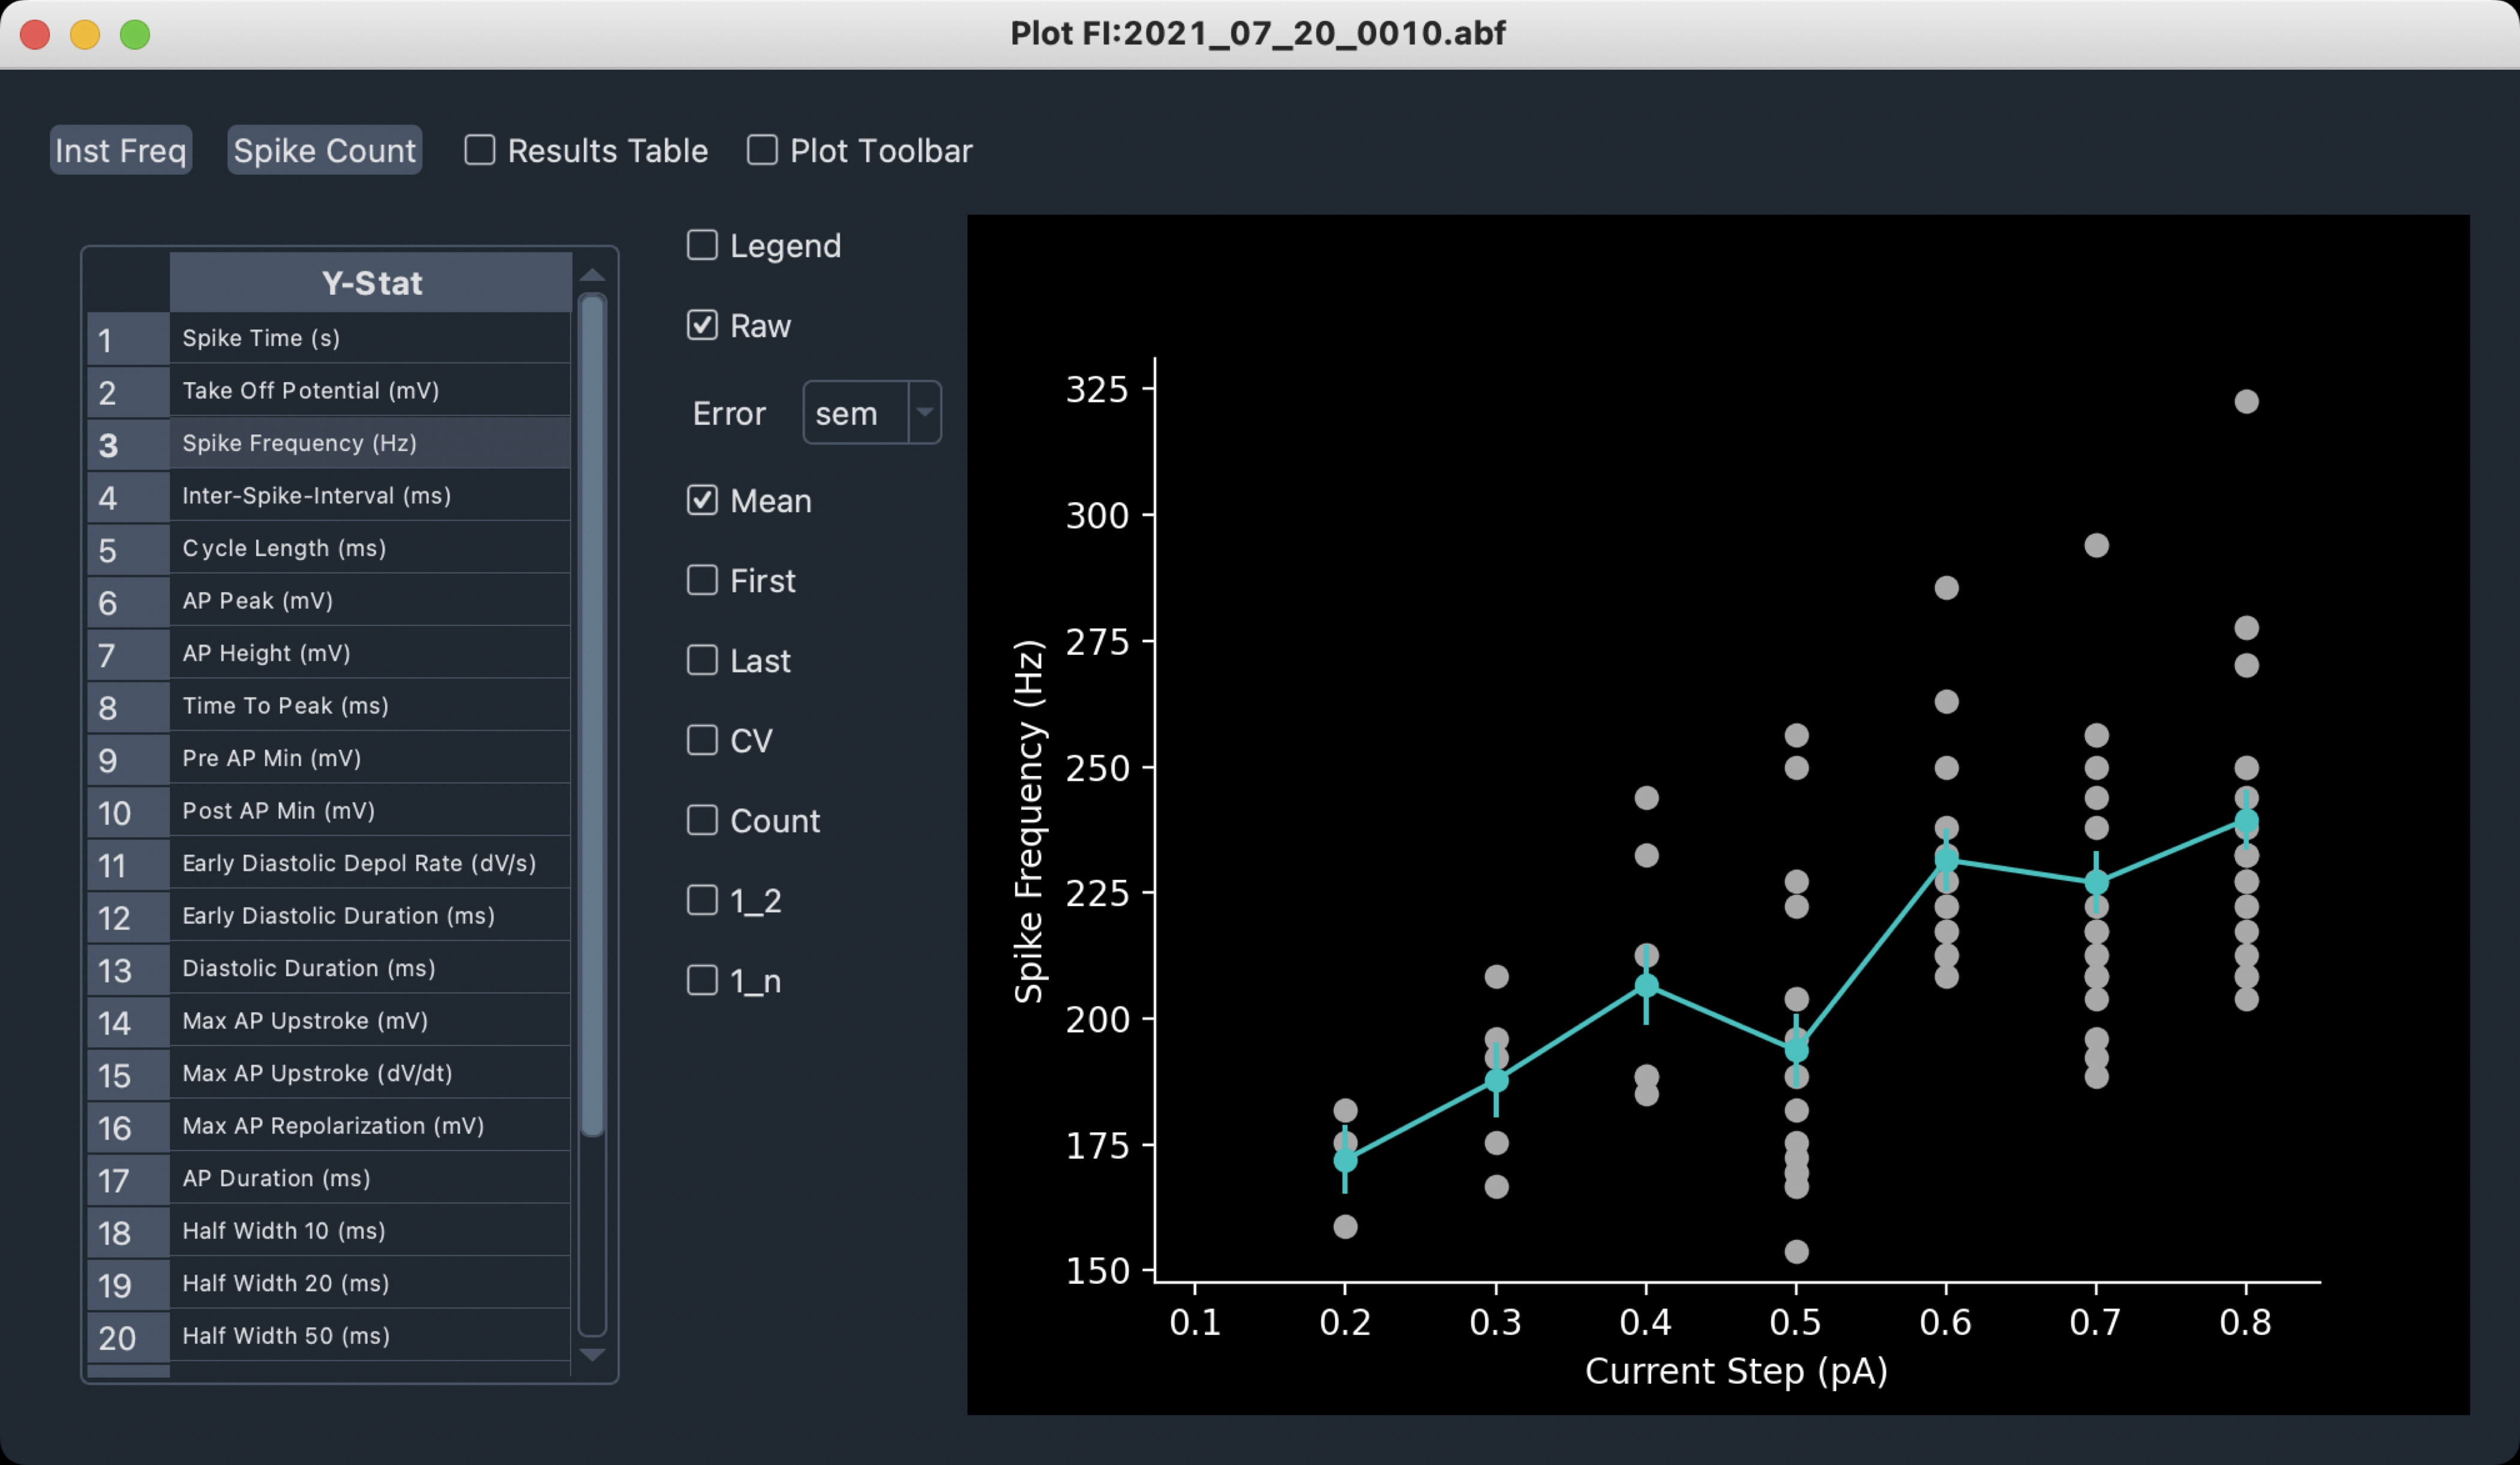 Plot FI:2021_07_20_0010.abf
Inst Freq Spike Count Results Table Plot Toolbar
Y-Stat
1 Spike Time (s)
2 Take Off Potential (mV)
3 Spike Frequency (Hz)
4 Inter-Spike-Interval (ms)
5 Cycle Length (ms)
6 AP Peak (mV)
7 AP Height (mV)
8 Time To Peak (ms)
9 Pre AP Min (mV)
10 Post AP Min (mV)
11 Early Diastolic Depol Rate (dV/s)
12 Early Diastolic Duration (ms)
13 Diastolic Duration (ms)
14 Max AP Upstroke (mV)
15 Max AP Upstroke (dV/dt)
16 Max AP Repolarization (mV)
17 AP Duration (ms)
18 Half Width 10 (ms)
19 Half Width 20 (ms)
20 Half Width 50 (ms)
Legend
Raw
Error sem
Mean
First
Last
CV
Count
1_2
1_n
Spike Frequency (Hz)
325
300
275
250
225
200
175
150
0.1 0.2 0.3 0.4 0.5 0.6 0.7 0.8
Current Step (pA)